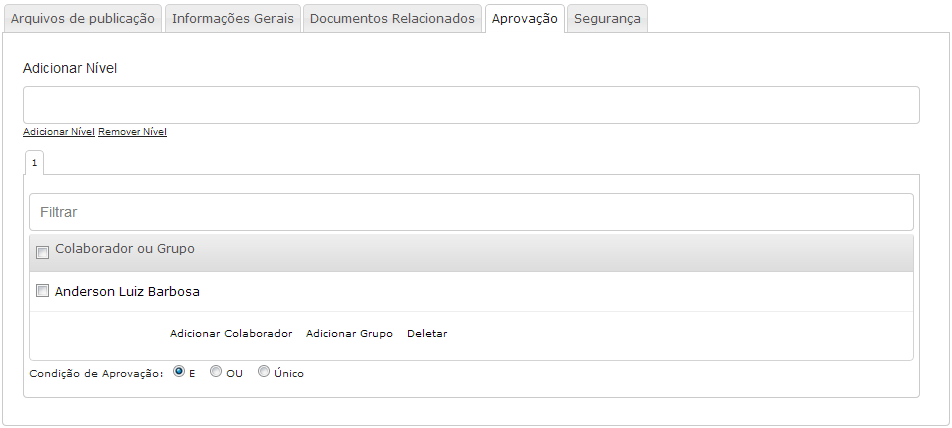 Arquivos de publicação Informações Gerais Documentos Relacionados Aprovação Segurança
Adicionar Nível
Adicionar Nível Remover Nível
1
Filtrar
Colaborador ou Grupo
Anderson Luiz Barbosa
Adicionar Colaborador Adicionar Grupo Deletar
Condição de Aprovação: E OU Único